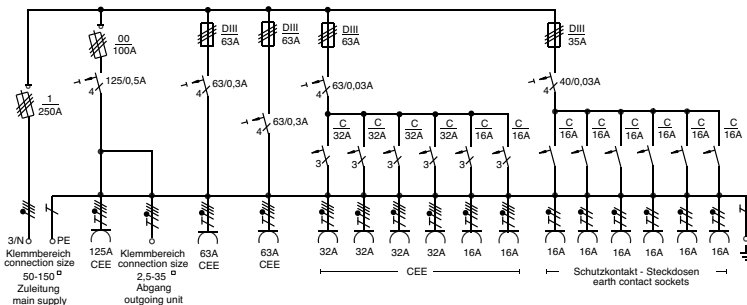 00
100A
DIII
63A
DIII
63A
DIII
63A
DIII
35A
125/0,5A
4
63/0,3A
4
63/0,03A
4
40/0,03A
4
1
250A
63/0,3A
4
C
32A
C
32A
C
32A
C
32A
C
16A
C
16A
C
16A
C
16A
C
16A
C
16A
C
16A
C
16A
3
3
3
3
3
3
3/N
PE
Klemmbereich
connection size
50-150 □
Zuleitung
main supply
125A
CEE
Klemmbereich
connection size
2,5-35 □
Abgang
outgoing unit
63A
CEE
63A
CEE
32A
32A
32A
32A
16A
16A
CEE
16A
16A
16A
16A
16A
16A
Schutzkontakt - Steckdosen
earth contact sockets